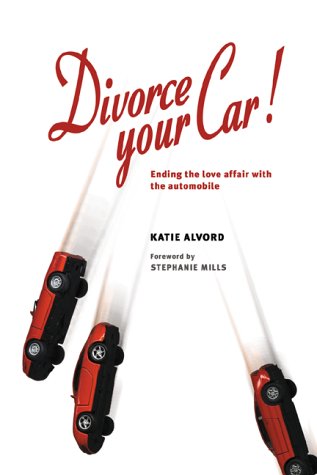 Divorce
your Car!
Ending the love affair with
the automobile
KATIE ALVORD
Foreword by
STEPHANIE MILLS